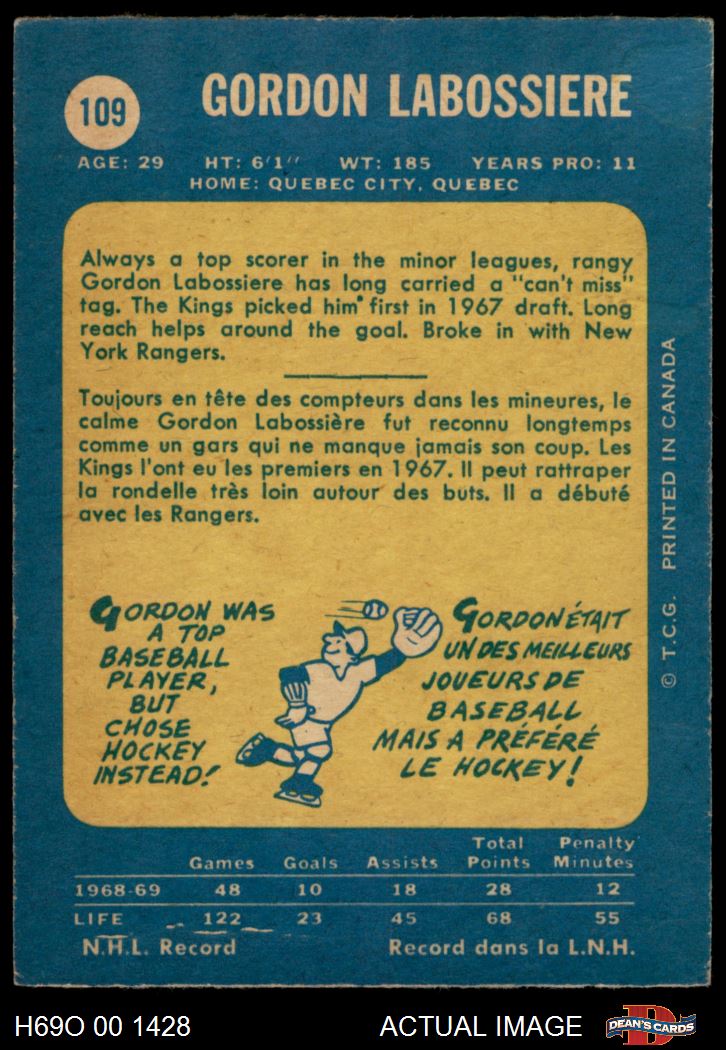 109
GORDON LABOSSIERE
AGE: 29 HT: 6'1" WT: 185 YEARS PRO: 11
HOME: QUEBEC CITY, QUEBEC
Always a top scorer in the minor leagues, rangy
Gordon Labossiere has long carried a "can't miss"
tag. The Kings picked him first in 1967 draft. Long
reach helps around the goal. Broke in with New
York Rangers.
Toujours en tête des compteurs dans les mineures, le
calme Gordon Labossière fut reconnu longtemps
comme un gars qui ne manque jamais son coup. Les
Kings l'ont eu les premiers en 1967. Il peut rattraper
la rondelle très loin autour des buts. Il a débuté
avec les Rangers.
GORDON WAS
A TOP
BASEBALL
PLAYER,
BUT
CHOSE
HOCKEY
INSTEAD!
GORDON ÉTAIT
UN DES MEILLEURS
JOUEURS DE
BASEBALL
MAIS A PRÉFÉRÉ
LE HOCKEY!
© T.C.G. PRINTED IN CANADA
Games Goals Assists Total Points Penalty Minutes
1968-69 48 10 18 28 12
LIFE 122 23 45 68 55
N.H.L. Record Record dans la L.N.H.
H69O 00 1428 ACTUAL IMAGE D DEAN'S CARDS